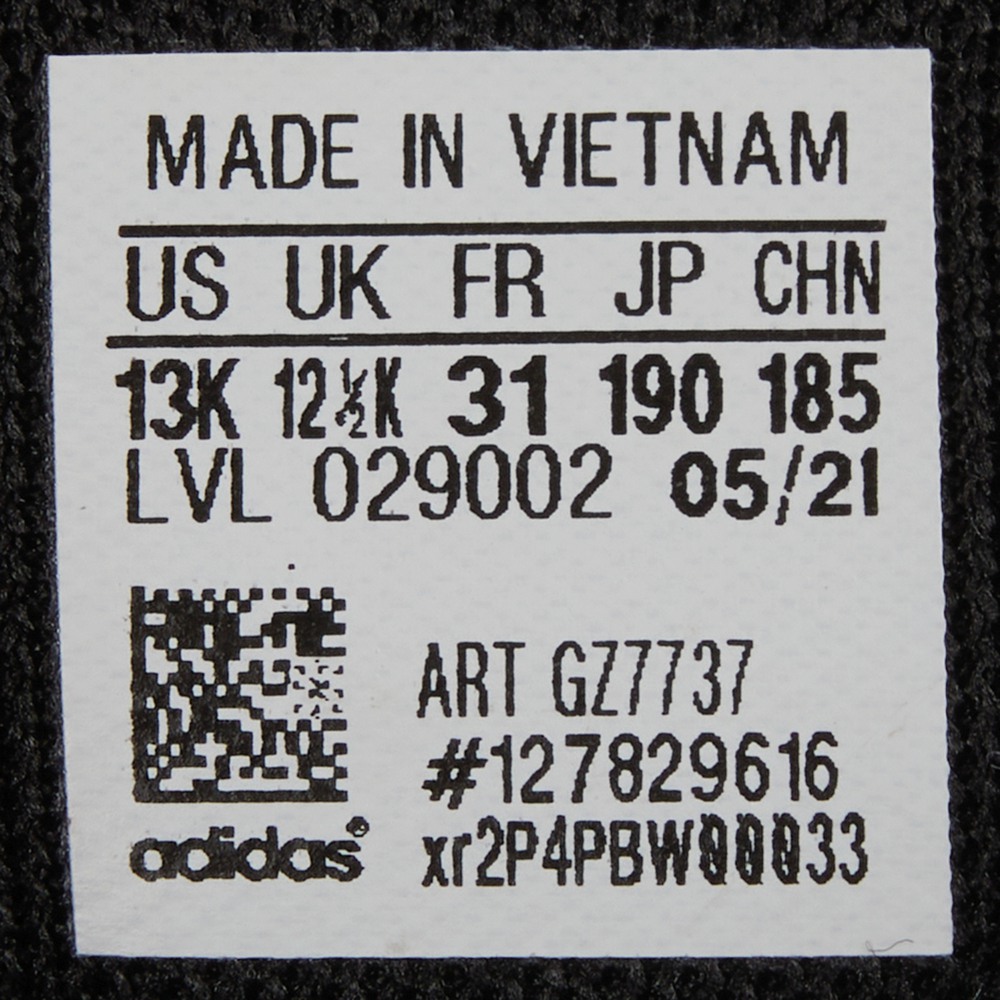 MADE IN VIETNAM
US UK FR JP CHN
13K 12½K 31 190 185
LVL 029002 05/21
ART GZ7737
#127829616
xr2P4PBW00033
adidas®